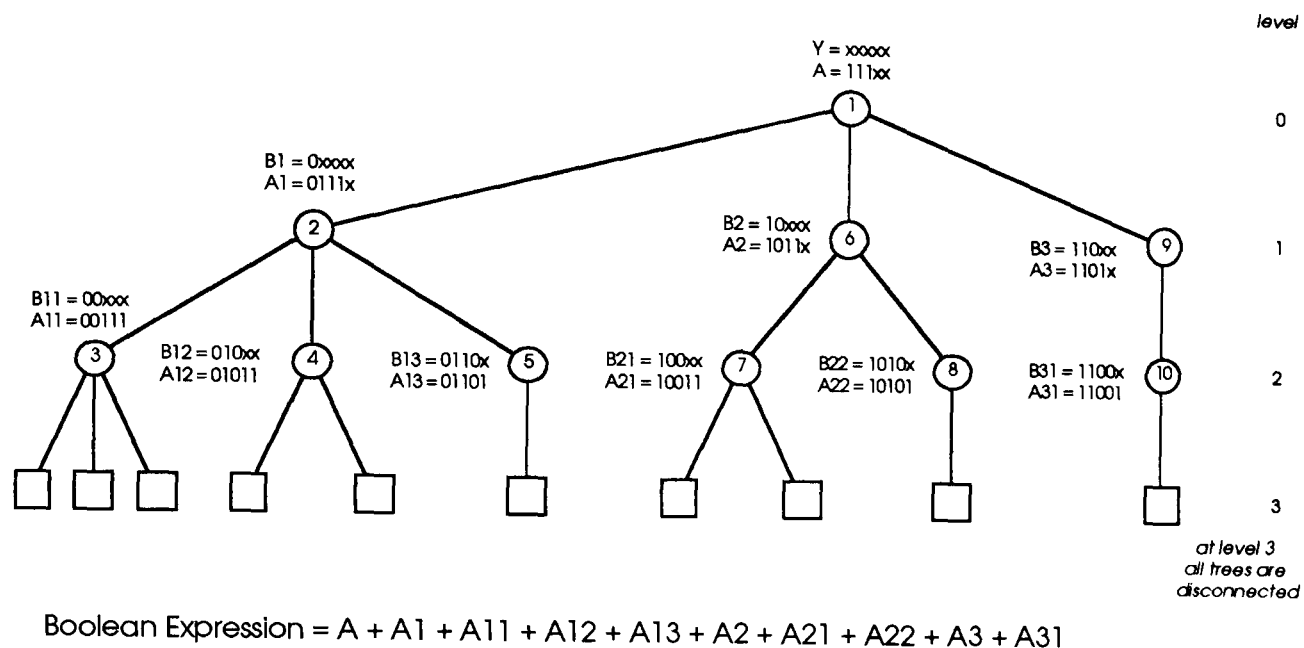 level
Y = xxxxx
A = 111xx
1
0
B1 = 0xxxx
A1 = 0111x
2
B2 = 10xxx
A2 = 1011x
6
B3 = 110xx
A3 = 1101x
9
1
B11 = 00xxx
A11 = 00111
3
B12 = 010xx
A12 = 01011
4
B13 = 0110x
A13 = 01101
5
B21 = 100xx
A21 = 10011
7
B22 = 1010x
A22 = 10101
8
B31 = 1100x
A31 = 11001
10
2
3
at level 3
all trees are
disconnected
Boolean Expression = A + A1 + A11 + A12 + A13 + A2 + A21 + A22 + A3 + A31